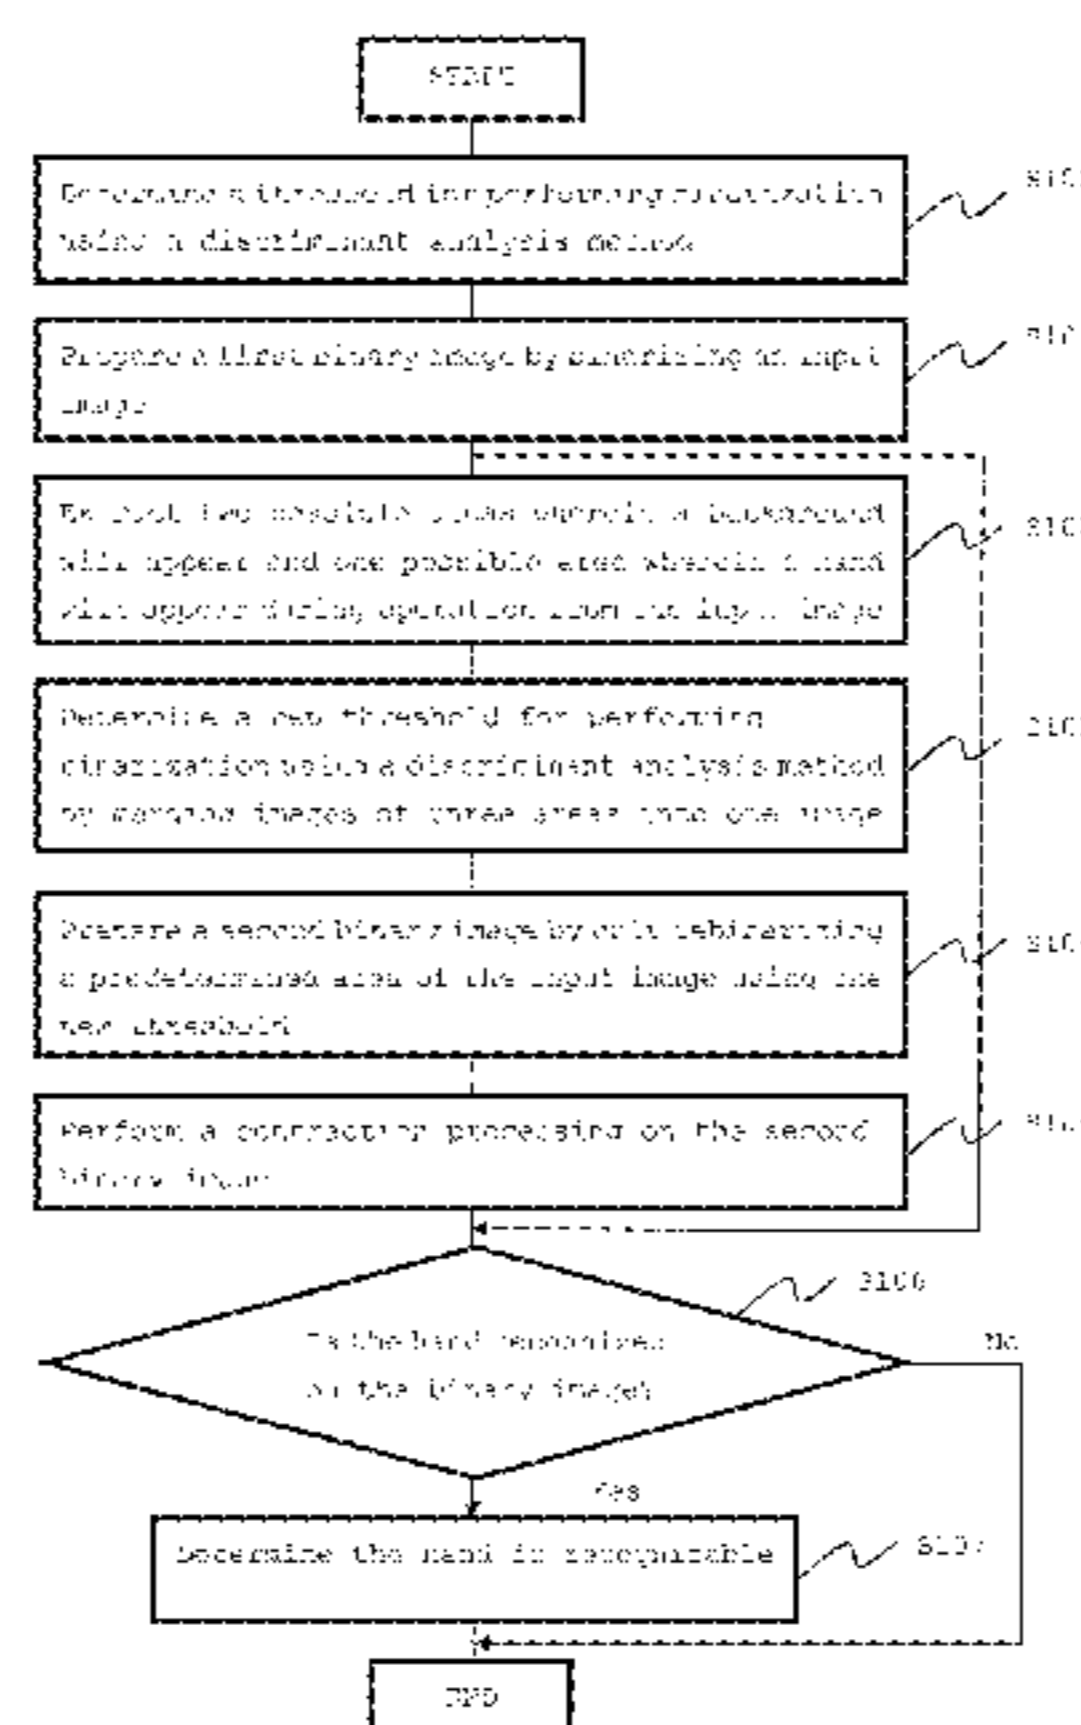 START
Determine a threshold for performing binarization
using a discriminant analysis method
Prepare a first binary image by binarizing an input
image
Extract two possible areas wherein a background
will appear and one possible area wherein a hand
will appear during operation from the input image
Determine a new threshold for performing
binarization using a discriminant analysis method
by merging images of three areas into one image
Prepare a second binary image by only rebinarizing
a predetermined area of the input image using the
new threshold
Perform a contraction processing on the second
binary image
S106
Is the hand recognized
on the binary image?
No
Yes
Determine the hand is recognizable
S107
END